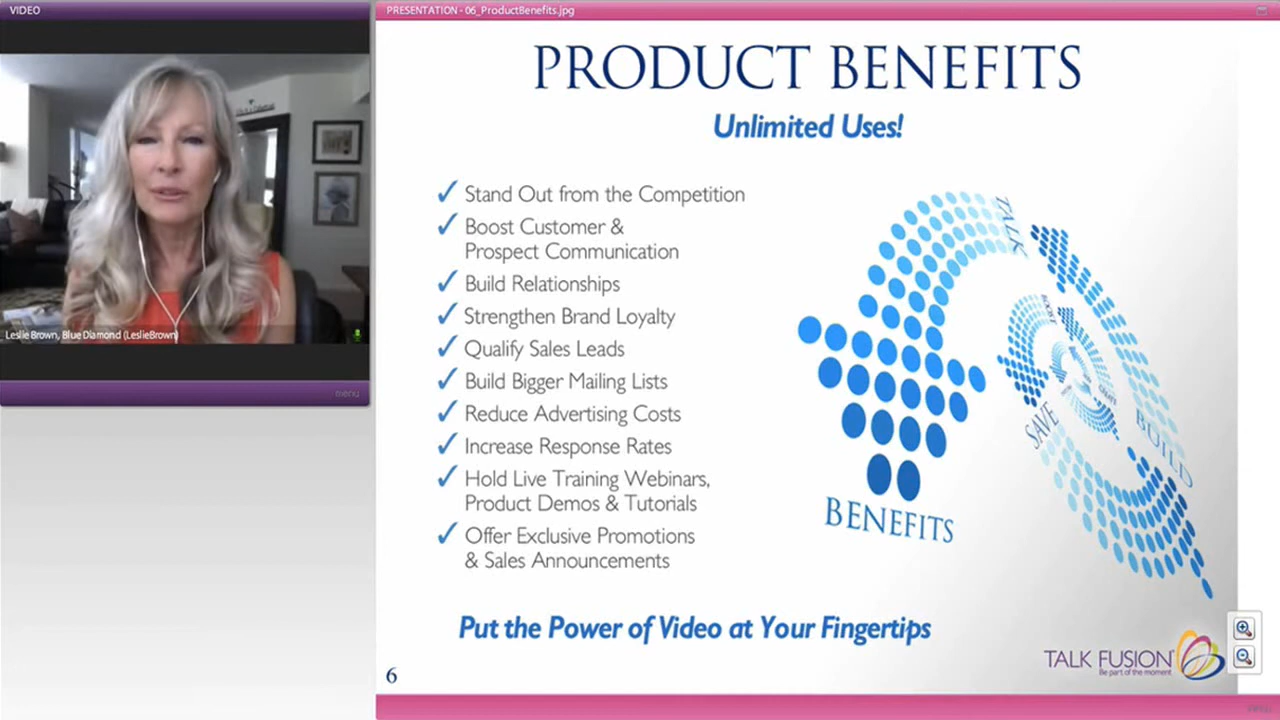 VIDEO
PRESENTATION - 06_ProductBenefits.jpg
PRODUCT BENEFITS
Unlimited Uses!
✓ Stand Out from the Competition
✓ Boost Customer &
Prospect Communication
✓ Build Relationships
✓ Strengthen Brand Loyalty
✓ Qualify Sales Leads
✓ Build Bigger Mailing Lists
✓ Reduce Advertising Costs
✓ Increase Response Rates
✓ Hold Live Training Webinars,
Product Demos & Tutorials
✓ Offer Exclusive Promotions
& Sales Announcements
TALK
BUILD
SAVE
BENEFITS
Leslie Brown, Blue Diamond (LeslieBrown)
menu
Put the Power of Video at Your Fingertips
6
TALK FUSION
Be part of the moment
menu